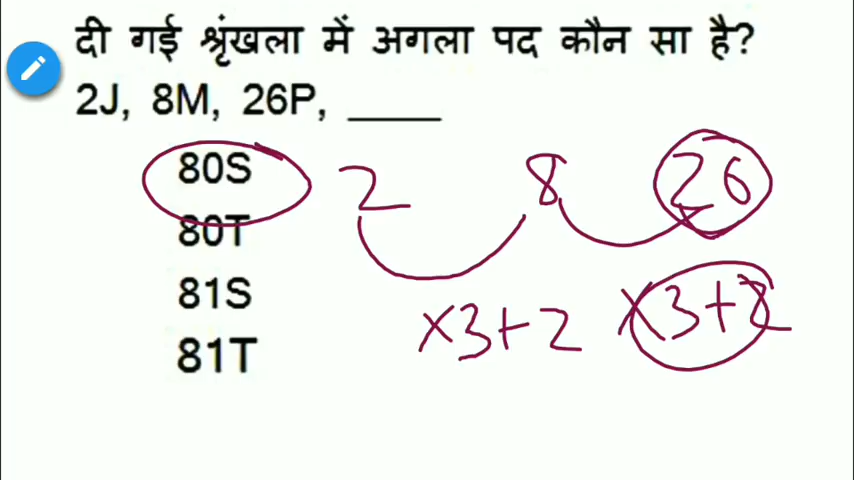 दी गई श्रृंखला में अगला पद कौन सा है?
2J, 8M, 26P, ____
80S
2 8 26
80T
81S
×3+2 ×3+2
81T